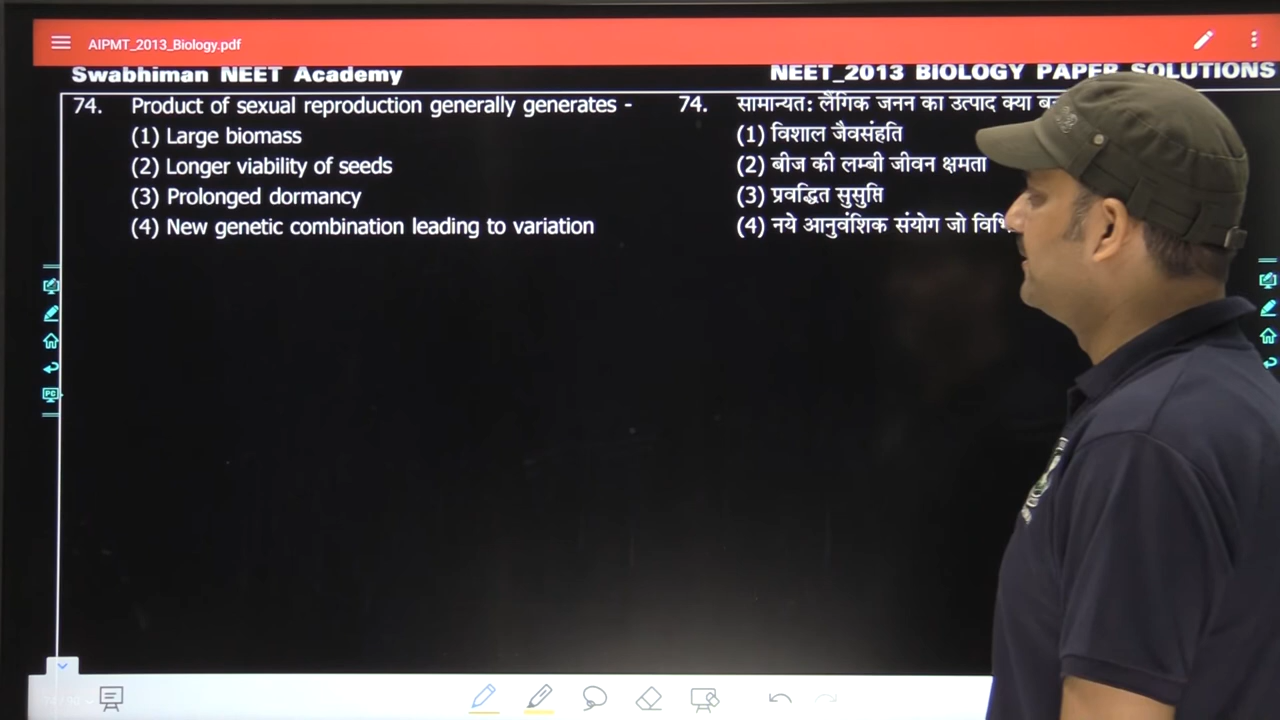 AIPMT_2013_Biology.pdf
Swabhiman NEET Academy
NEET_2013 BIOLOGY PAPER SOLUTIONS
74. Product of sexual reproduction generally generates -
(1) Large biomass
(2) Longer viability of seeds
(3) Prolonged dormancy
(4) New genetic combination leading to variation
74. सामान्यत: लैंगिक जनन का उत्पाद क्या
(1) विशाल जैवसंहति
(2) बीज की लम्बी जीवन क्षमता
(3) प्रवद्धित सुसुप्ति
(4) नये आनुवंशिक संयोग जो
PC